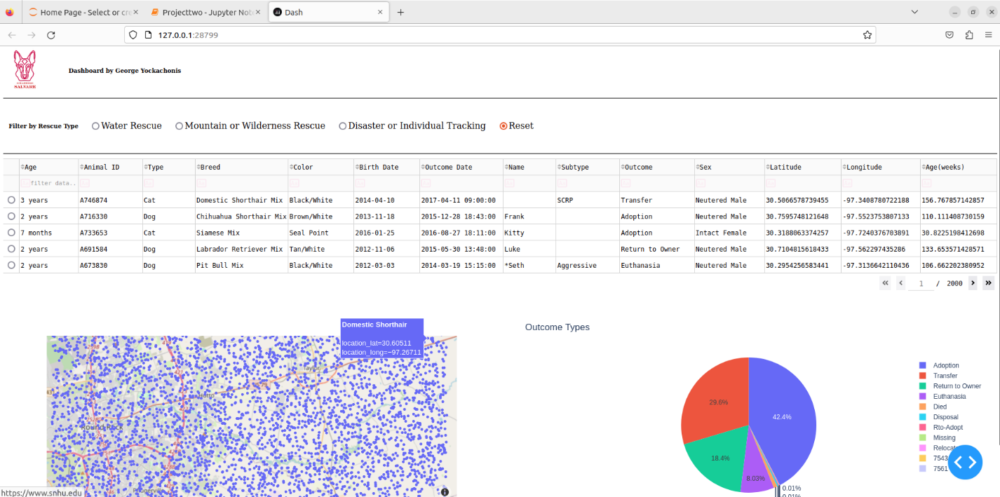 Home Page - Select or cre
Projecttwo - Jupyter Note
Dash
127.0.0.1:28799
GRAZIOSO
SALVARE
Dashboard by George Yockachonis
Filter by Rescue Type Water Rescue Mountain or Wilderness Rescue Disaster or Individual Tracking Reset
Age Animal ID Type Breed Color Birth Date Outcome Date Name Subtype Outcome Sex Latitude Longitude Age(weeks)
filter data..
3 years A746874 Cat Domestic Shorthair Mix Black/White 2014-04-10 2017-04-11 09:00:00 SCRP Transfer Neutered Male 30.5066578739455 -97.3408780722188 156.767857142857
2 years A716330 Dog Chihuahua Shorthair Mix Brown/White 2013-11-18 2015-12-28 18:43:00 Frank Adoption Neutered Male 30.7595748121648 -97.5523753807133 110.111408730159
7 months A733653 Cat Siamese Mix Seal Point 2016-01-25 2016-08-27 18:11:00 Kitty Adoption Intact Female 30.3188063374257 -97.7240376703891 30.8225198412698
2 years A691584 Dog Labrador Retriever Mix Tan/White 2012-11-06 2015-05-30 13:48:00 Luke Return to Owner Neutered Male 30.7104815618433 -97.562297435286 133.653571428571
2 years A673830 Dog Pit Bull Mix Black/White 2012-03-03 2014-03-19 15:15:00 *Seth Aggressive Euthanasia Neutered Male 30.2954256583441 -97.3136642110436 106.662202380952
1 / 2000
Domestic Shorthair
location_lat=30.60511
location_long=−97.26711
Taylor
Hutto
Round Rock
Outcome Types
29.6%
42.4%
18.4%
8.03%
0.01%
0.01%
Adoption
Transfer
Return to Owner
Euthanasia
Died
Disposal
Rto-Adopt
Missing
Relocat
7543
7561
https://www.snhu.edu